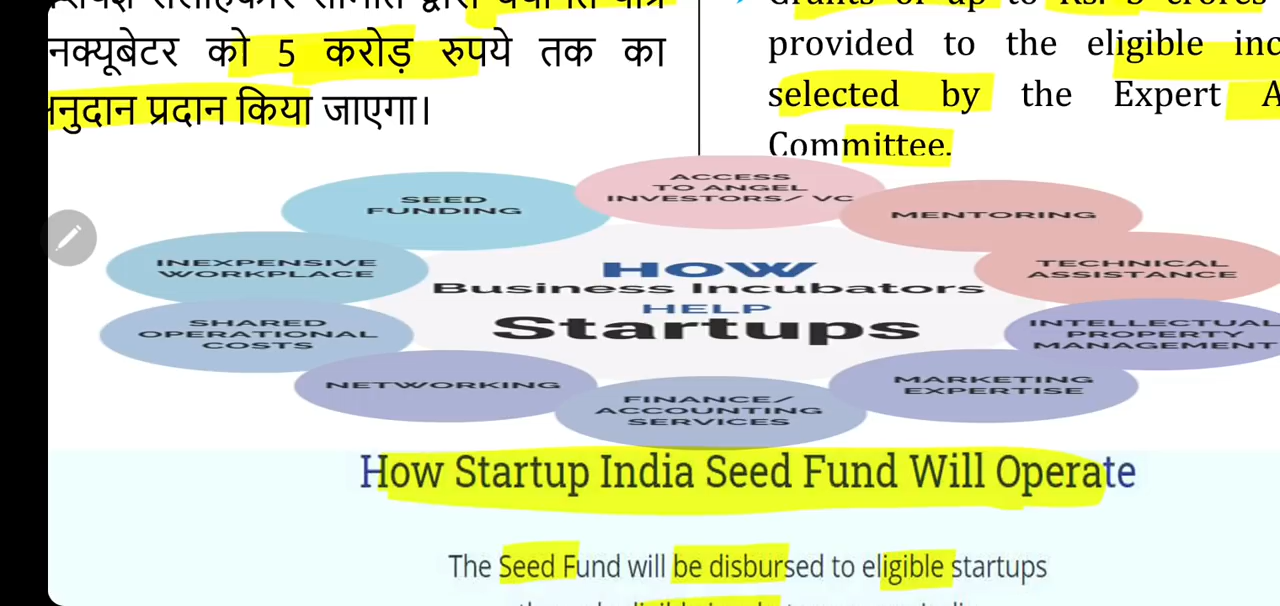 को 5 करोड़ रुपये तक का
प्रदान किया जाएगा।
provided to the eligible
selected by the Expert
Committee.
SEED
FUNDING
ACCESS
TO ANGEL
INVESTORS/ VC
MENTORING
INEXPENSIVE
WORKPLACE
TECHNICAL
ASSISTANCE
HOW
Business Incubators
HELP
Startups
SHARED
OPERATIONAL
COSTS
INTELLECTUAL
PROPERTY
MANAGEMENT
NETWORKING
MARKETING
EXPERTISE
FINANCE/
ACCOUNTING
SERVICES
How Startup India Seed Fund Will Operate
The Seed Fund will be disbursed to eligible startups